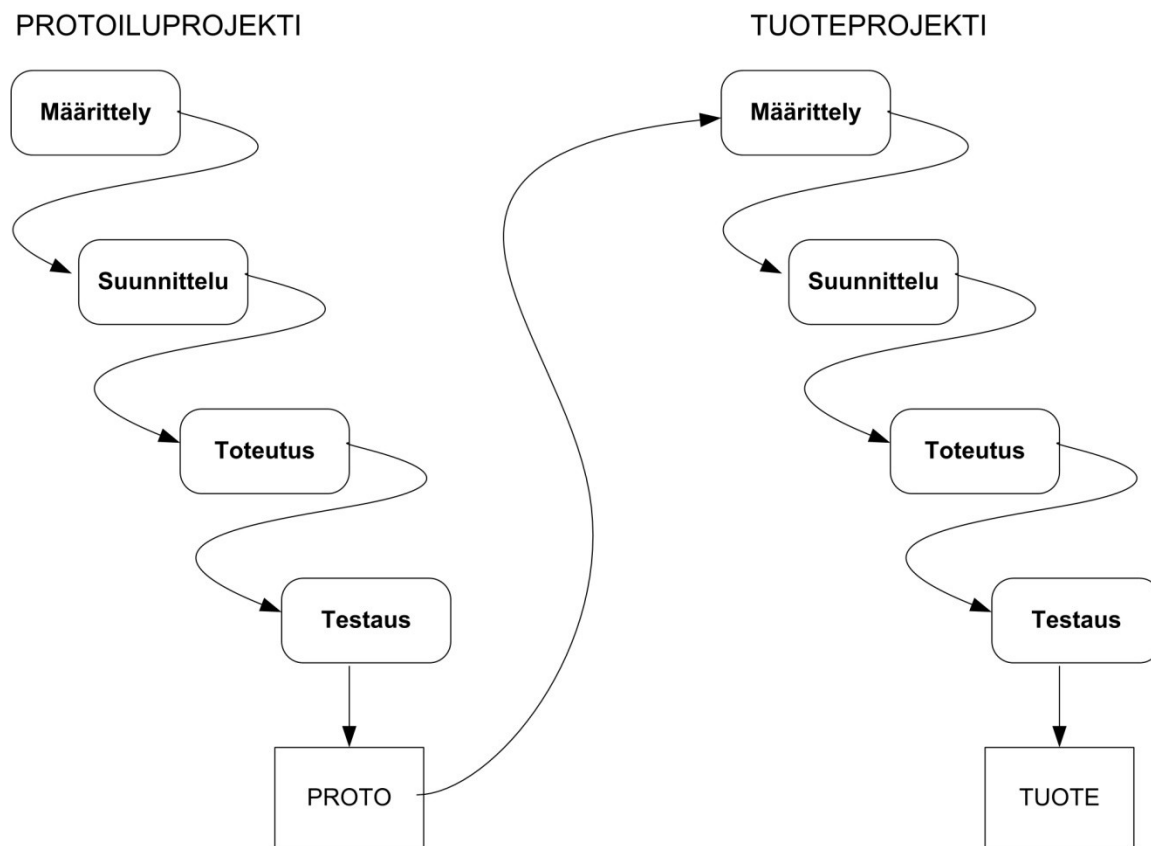 PROTOILUPROJEKTI
Määrittely
Suunnittelu
Toteutus
Testaus
PROTO
TUOTEPROJEKTI
Määrittely
Suunnittelu
Toteutus
Testaus
TUOTE